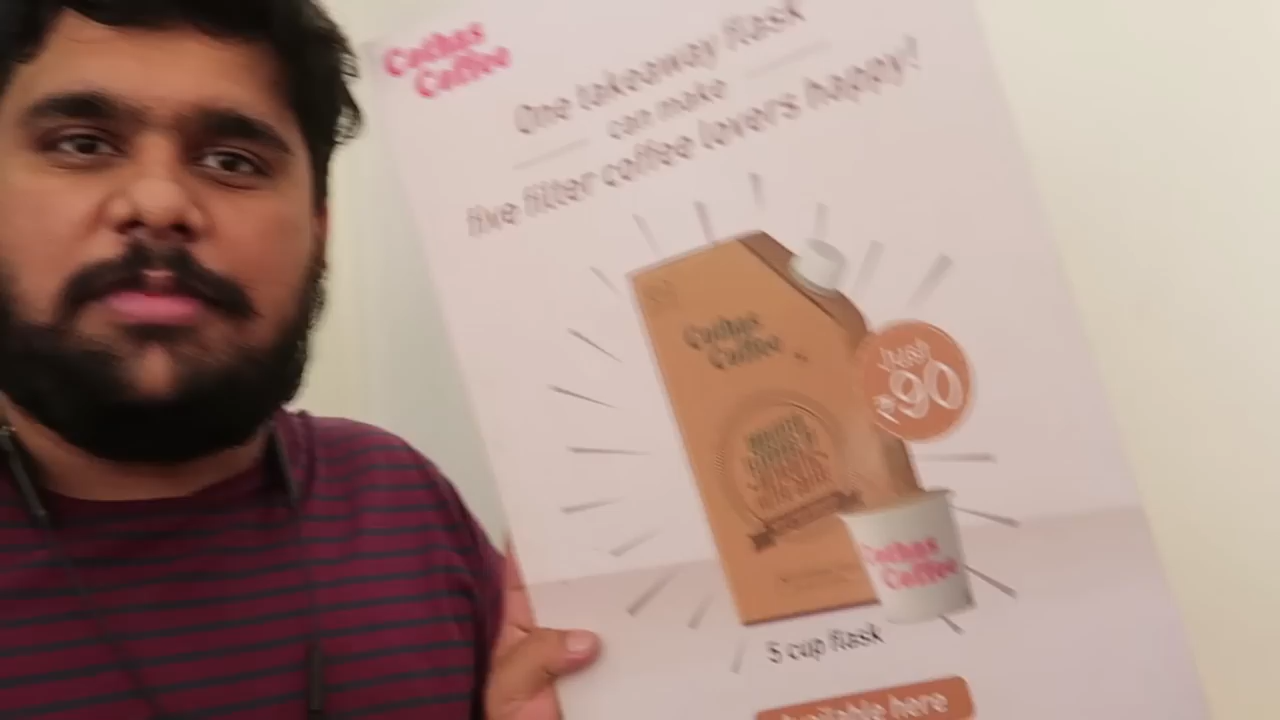 Cothas
Coffee
One takeaway flask
can make
five filter coffee lovers happy!
Cothas
Coffee
Just
₹90
Cothas
Coffee
5 cup flask
Available here